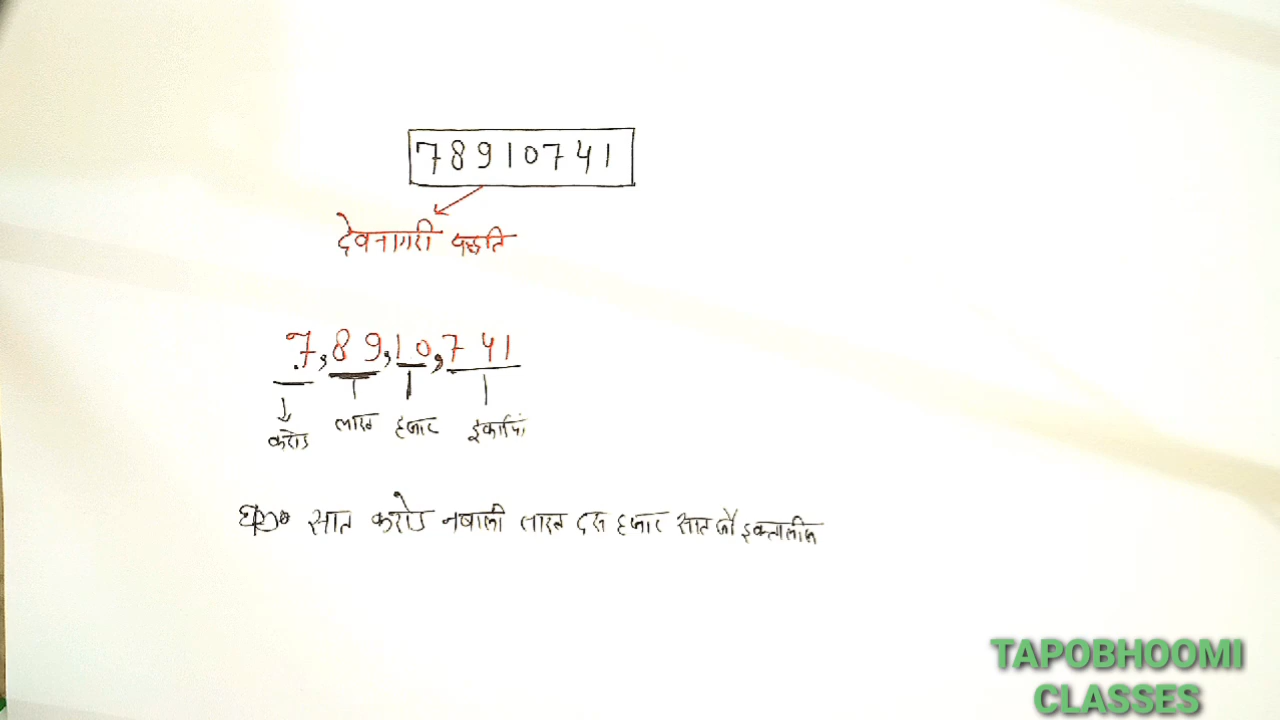 78910741
देवनागरी पद्धति
7,89,10,741
करोड लाख हजार इकाई
सात करोड नवासी लाख दस हजार सात सौ इकतालीस
TAPOBHOOMI
CLASSES